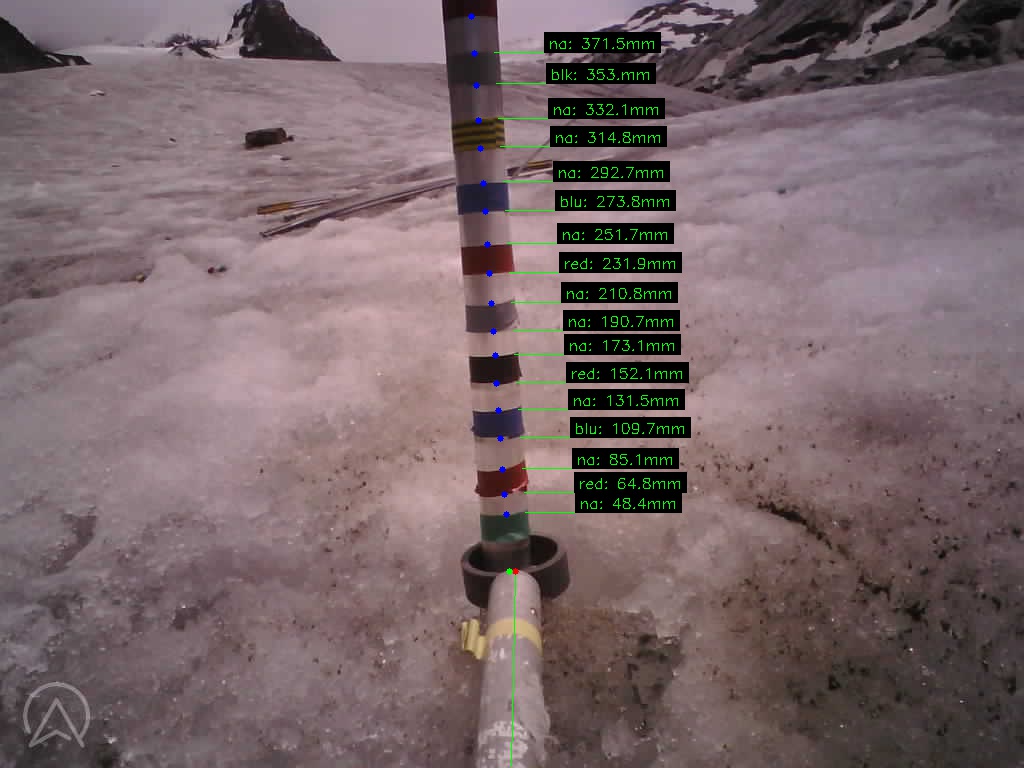 na: 371.5mm
blk: 353.mm
na: 332.1mm
na: 314.8mm
na: 292.7mm
blu: 273.8mm
na: 251.7mm
red: 231.9mm
na: 210.8mm
na: 190.7mm
na: 173.1mm
red: 152.1mm
na: 131.5mm
blu: 109.7mm
na: 85.1mm
red: 64.8mm
na: 48.4mm